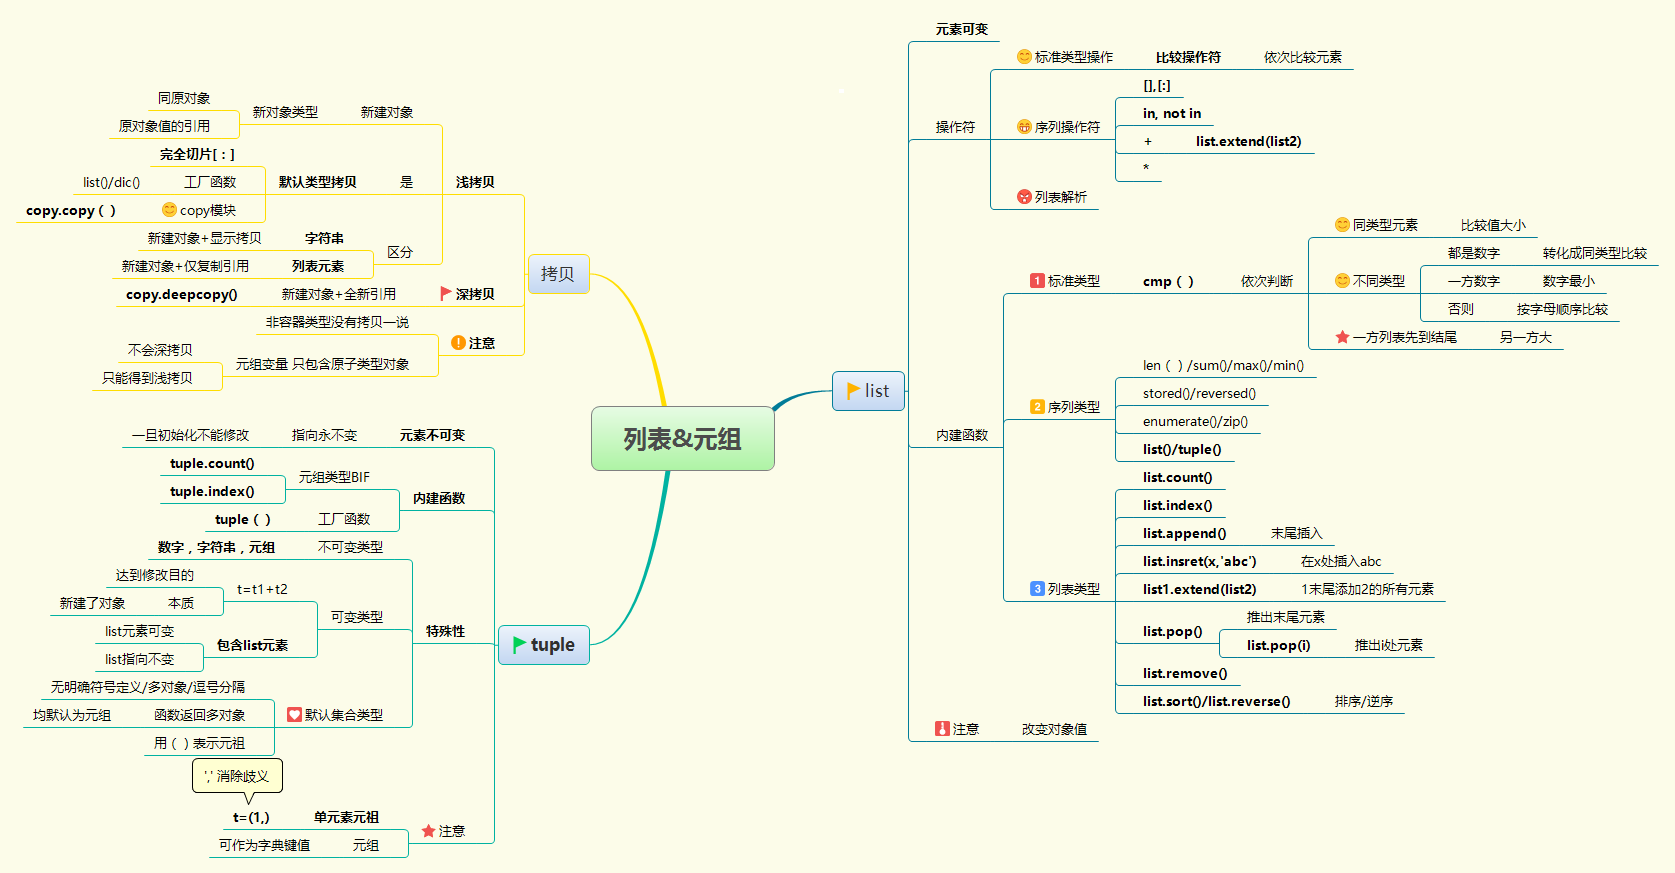 列表&元组
list
元素可变
操作符
标准类型操作 比较操作符 依次比较元素
序列操作符
[],[:]
in, not in
+ list.extend(list2)
*
列表解析
内建函数
1 标准类型 cmp（） 依次判断
同类型元素 比较值大小
不同类型
都是数字 转化成同类型比较
一方数字 数字最小
否则 按字母顺序比较
一方列表先到结尾 另一方大
2 序列类型
len（）/sum()/max()/min()
stored()/reversed()
enumerate()/zip()
list()/tuple()
3 列表类型
list.count()
list.index()
list.append() 末尾插入
list.insret(x,'abc') 在x处插入abc
list1.extend(list2) 1末尾添加2的所有元素
list.pop()
推出末尾元素
list.pop(i) 推出i处元素
list.remove()
list.sort()/list.reverse() 排序/逆序
注意 改变对象值
拷贝
浅拷贝
新建对象 新对象类型
同原对象
原对象值的引用
是 默认类型拷贝
完全切片[：]
工厂函数 list()/dic()
copy模块 copy.copy（）
区分
字符串 新建对象+显示拷贝
列表元素 新建对象+仅复制引用
深拷贝 新建对象+全新引用 copy.deepcopy()
注意
非容器类型没有拷贝一说
元组变量 只包含原子类型对象
不会深拷贝
只能得到浅拷贝
tuple
元素不可变 指向永不变 一旦初始化不能修改
内建函数
元组类型BIF
tuple.count()
tuple.index()
工厂函数 tuple（）
特殊性
不可变类型 数字，字符串，元组
可变类型
t=t1+t2
达到修改目的
本质 新建了对象
包含list元素
list元素可变
list指向不变
默认集合类型
无明确符号定义/多对象/逗号分隔
函数返回多对象 均默认为元组
用（）表示元祖
注意
单元素元祖 t=(1,)
',' 消除歧义
元组 可作为字典键值